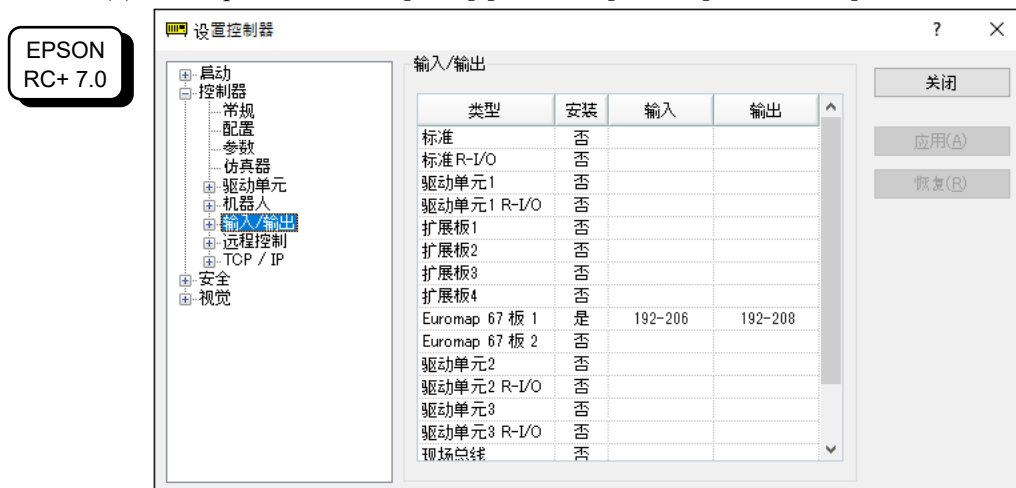 EPSON
RC+ 7.0
设置控制器
?
启动
控制器
常规
配置
参数
仿真器
驱动单元
机器人
输入/输出
远程控制
TCP / IP
安全
视觉
输入/输出
类型 安装 输入 输出
标准 否
标准R-I/O 否
驱动单元1 否
驱动单元1 R-I/O 否
扩展板1 否
扩展板2 否
扩展板3 否
扩展板4 否
Euromap 67 板 1 是 192-206 192-208
Euromap 67 板 2 否
驱动单元2 否
驱动单元2 R-I/O 否
驱动单元3 否
驱动单元3 R-I/O 否
现场总线 否
关闭
应用(A)
恢复(R)